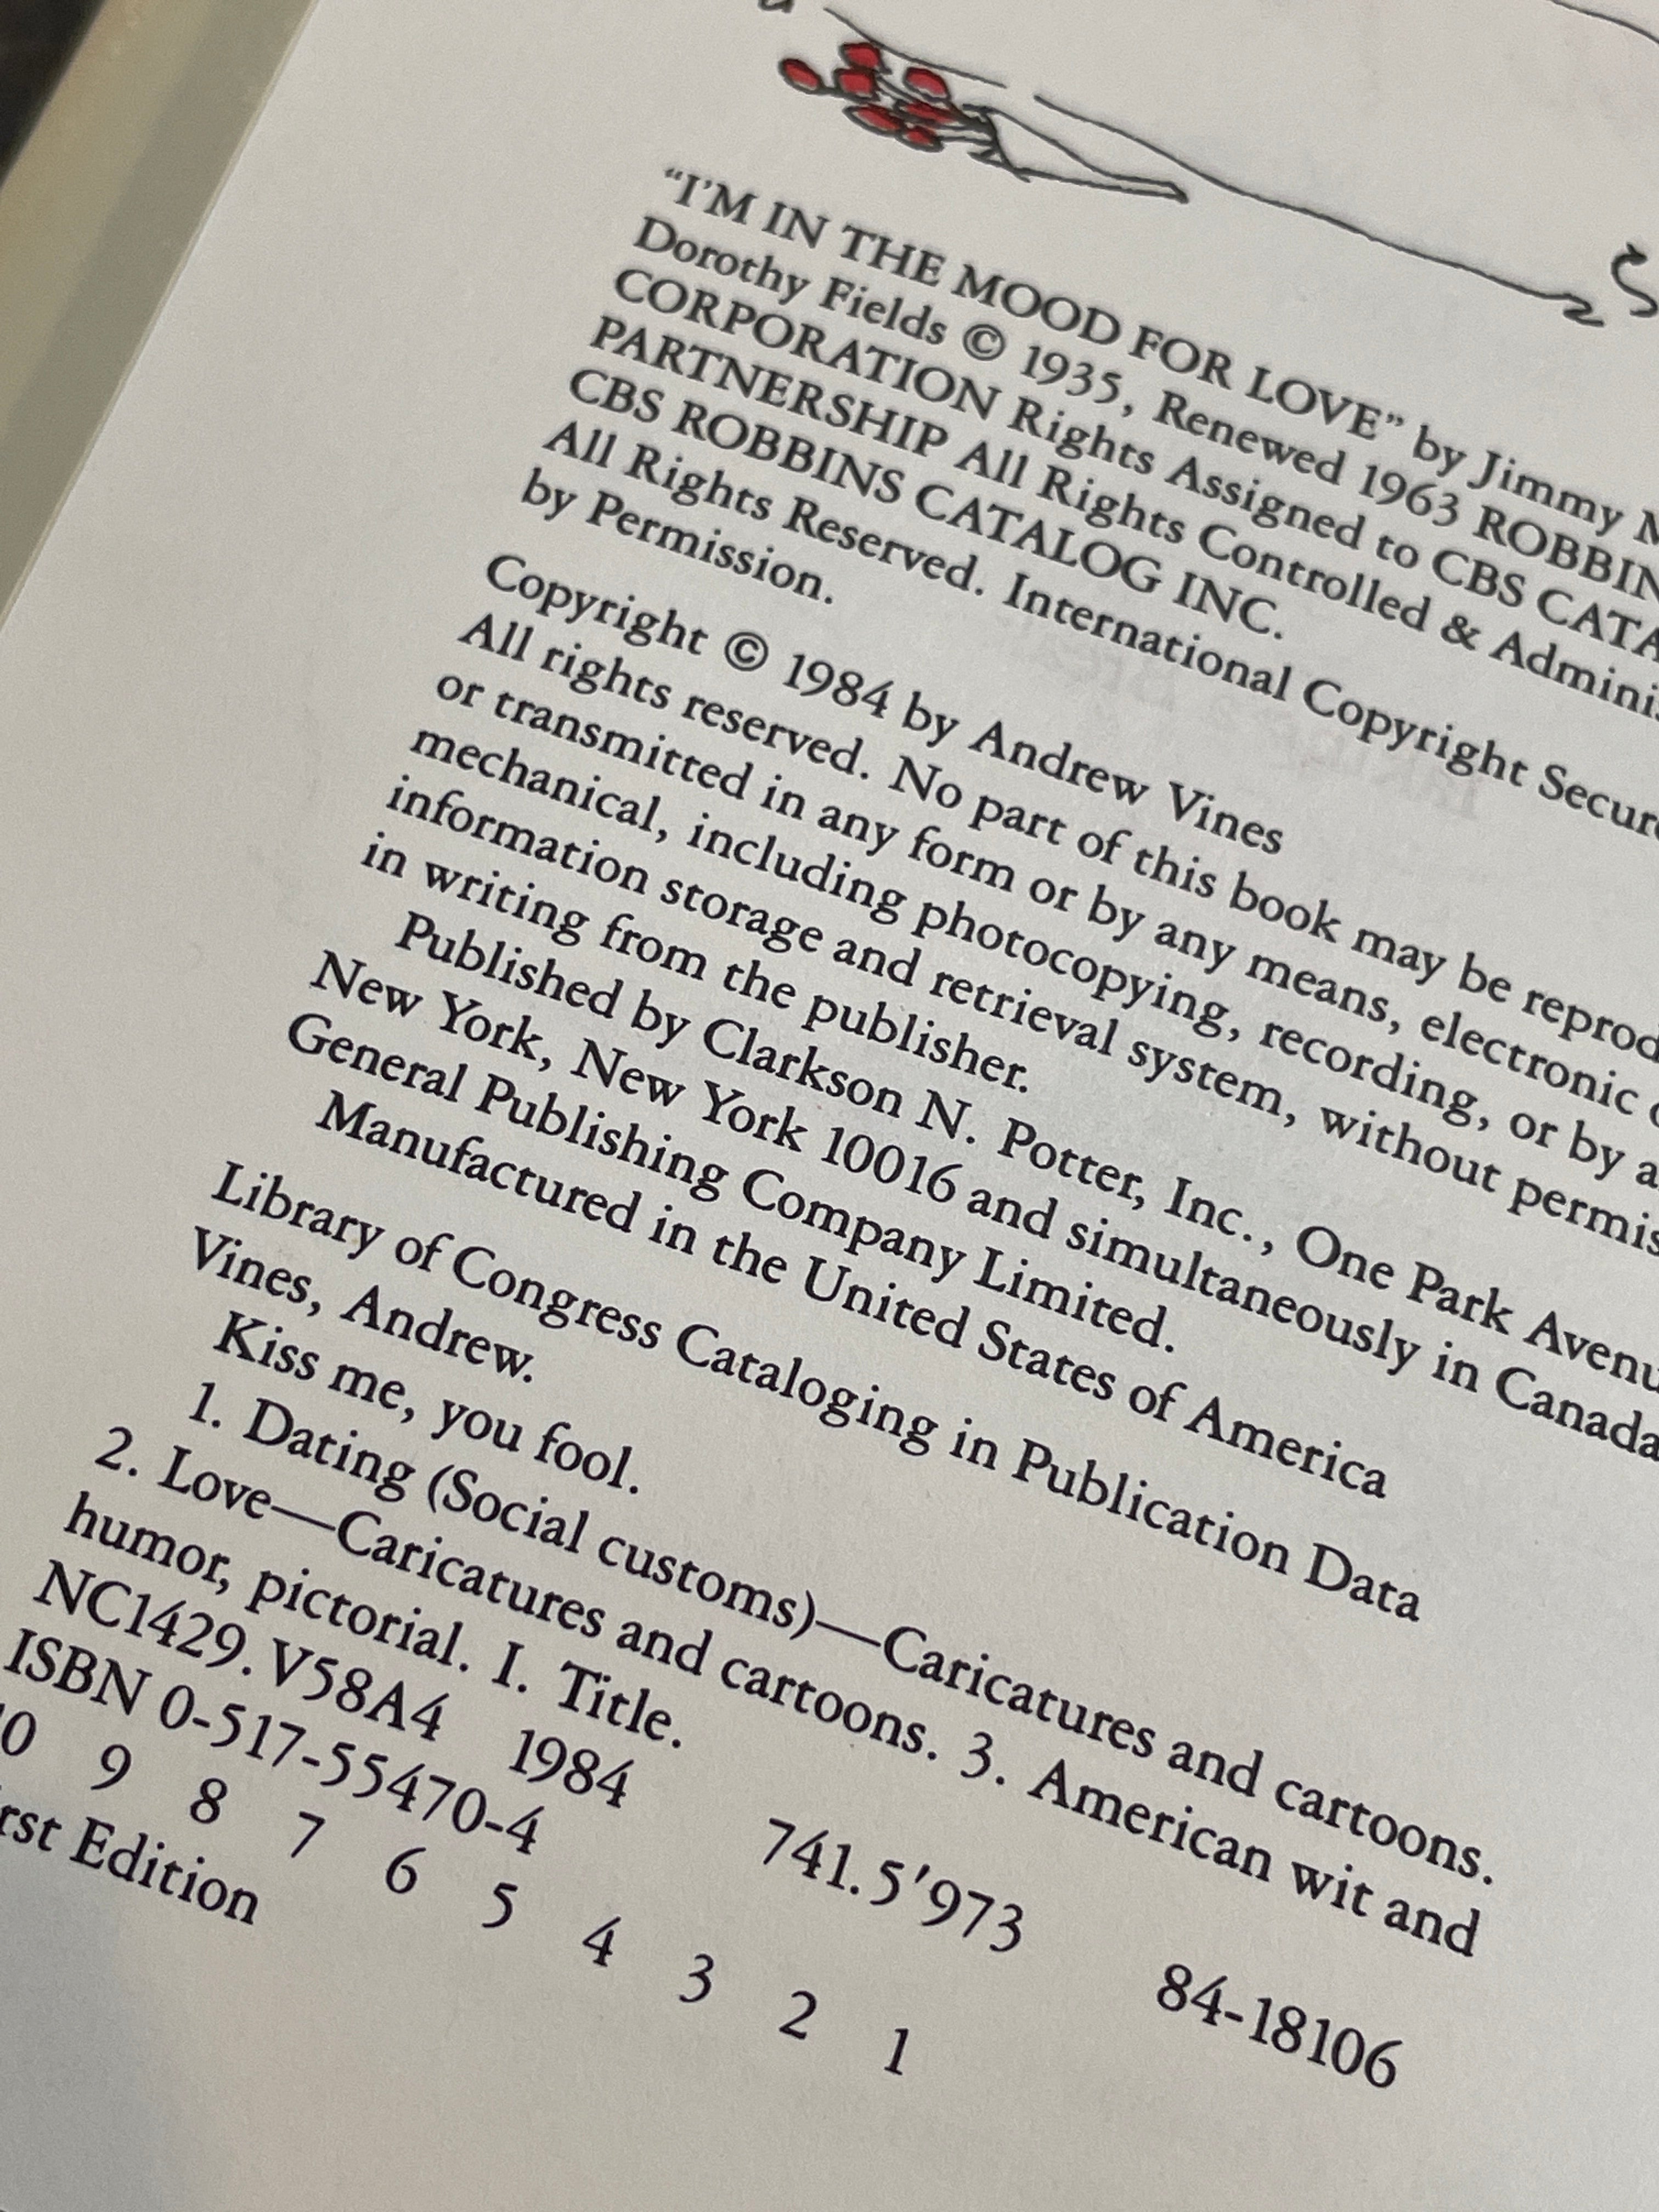 “I’M IN THE MOOD FOR LOVE” by Jimmy
Dorothy Fields © 1935, Renewed 1963
CORPORATION Rights Assigned to CBS
PARTNERSHIP All Rights Controlled &
CBS ROBBINS CATALOG INC.
All Rights Reserved. International Copyright
by Permission.
Copyright © 1984 by Andrew Vines
All rights reserved. No part of this book may be
or transmitted in any form or by any means, electronic
mechanical, including photocopying, recording, or by
information storage and retrieval system, without
in writing from the publisher.
Published by Clarkson N. Potter, Inc., One Park
New York, New York 10016 and simultaneously in Canada
General Publishing Company Limited.
Manufactured in the United States of America
Library of Congress Cataloging in Publication Data
Vines, Andrew.
Kiss me, you fool.
1. Dating (Social customs)—Caricatures and cartoons.
2. Love—Caricatures and cartoons. 3. American wit and
humor, pictorial. I. Title.
NC1429.V58A4 1984 741.5′973 84-18106
ISBN 0-517-55470-4
9 8 7 6 5 4 3 2 1
Edition